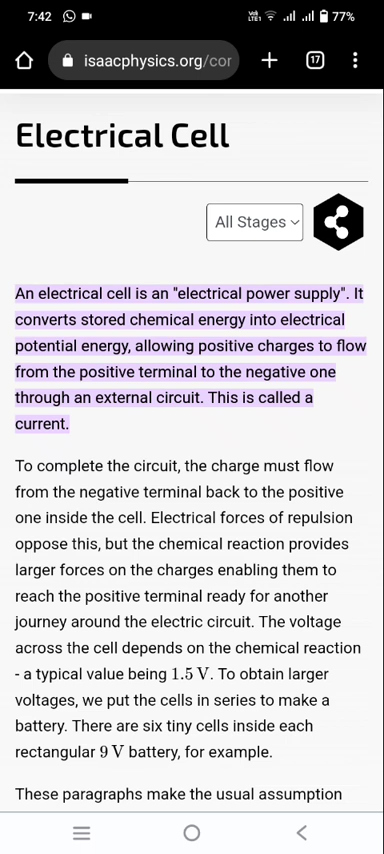 7:42
Vo) LTE1
77%
isaacphysics.org/cor
17
Electrical Cell
All Stages
An electrical cell is an "electrical power supply". It
converts stored chemical energy into electrical
potential energy, allowing positive charges to flow
from the positive terminal to the negative one
through an external circuit. This is called a
current.
To complete the circuit, the charge must flow
from the negative terminal back to the positive
one inside the cell. Electrical forces of repulsion
oppose this, but the chemical reaction provides
larger forces on the charges enabling them to
reach the positive terminal ready for another
journey around the electric circuit. The voltage
across the cell depends on the chemical reaction
- a typical value being 1.5 V. To obtain larger
voltages, we put the cells in series to make a
battery. There are six tiny cells inside each
rectangular 9 V battery, for example.
These paragraphs make the usual assumption